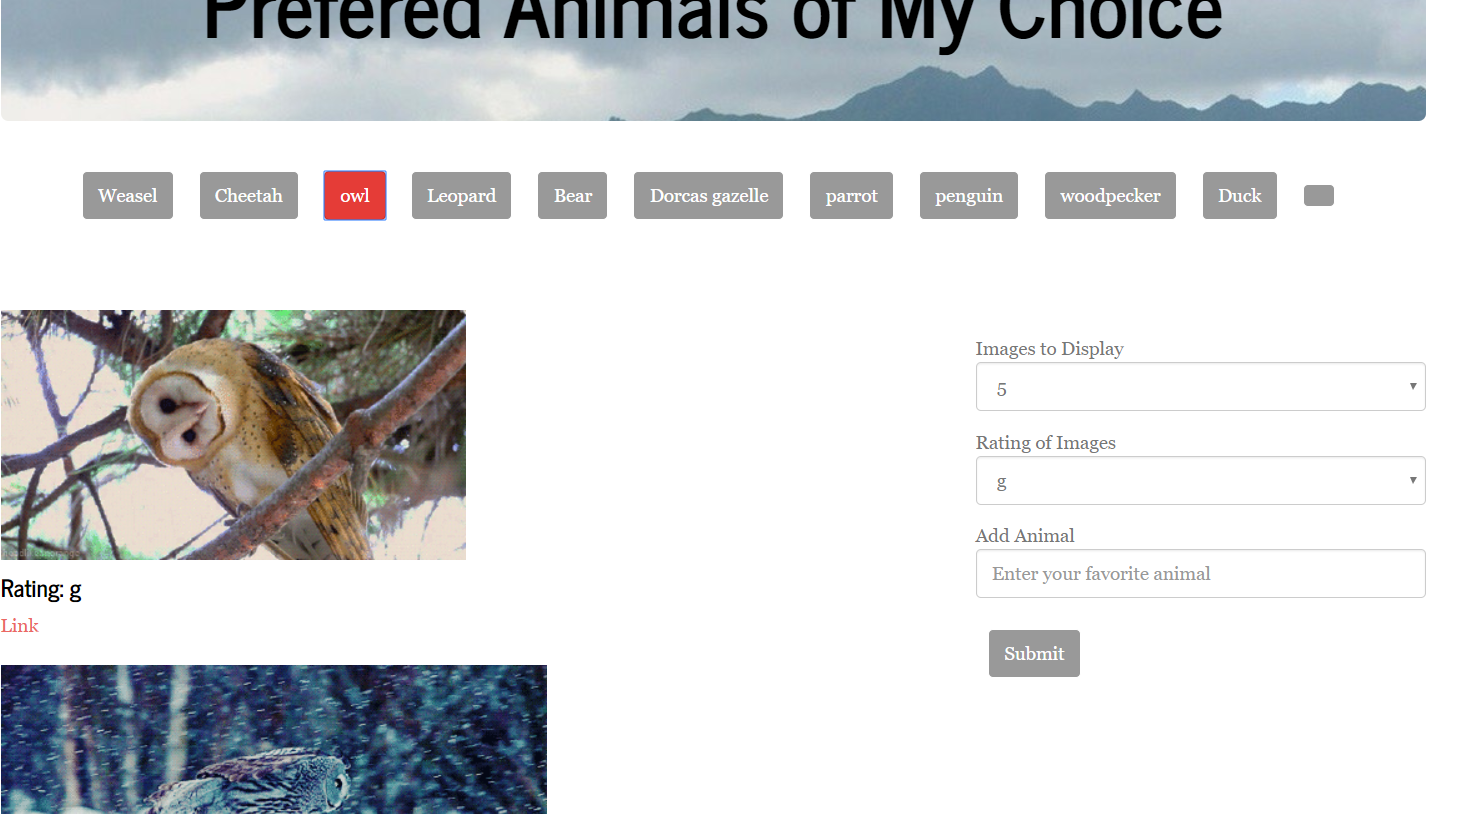 Prefered Animals of My Choice
Weasel Cheetah owl Leopard Bear Dorcas gazelle parrot penguin woodpecker Duck
Images to Display
5
Rating of Images
g
Add Animal
Enter your favorite animal
Submit
Rating: g
Link